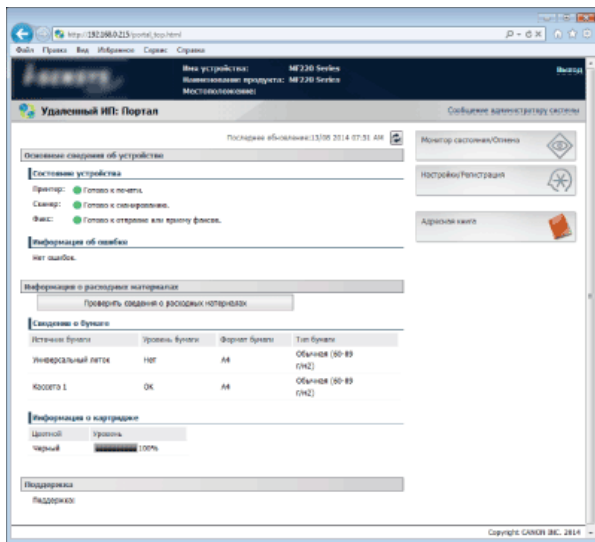 http://192.168.0.215/portal_top.html
Файл Правка Вид Избранное Сервис Справка
Имя устройства: MF220 Series
Наименование продукта: MF220 Series
Местоположение:
Выход
Удаленный ИП: Портал
Сообщение администратору системы
Последнее обновление:13/08 2014 07:31 AM
Основные сведения об устройстве
Состояние устройства
Принтер: Готово к печати.
Сканер: Готово к сканированию.
Факс: Готово к отправке или приему факсов.
Информация об ошибке
Нет ошибок.
Информация о расходных материалах
Проверить сведения о расходных материалах
Сведения о бумаге
Источник бумаги Уровень бумаги Формат бумаги Тип бумаги
Универсальный лоток Нет A4 Обычная (60-89
г/м2)
Кассета 1 OK A4 Обычная (60-89
г/м2)
Информация о картридже
Цветной Уровень
Черный 100%
Поддержка
Поддержка:
Монитор состояния/Отмена
Настройки/Регистрация
Адресная книга
Copyright CANON INC. 2014